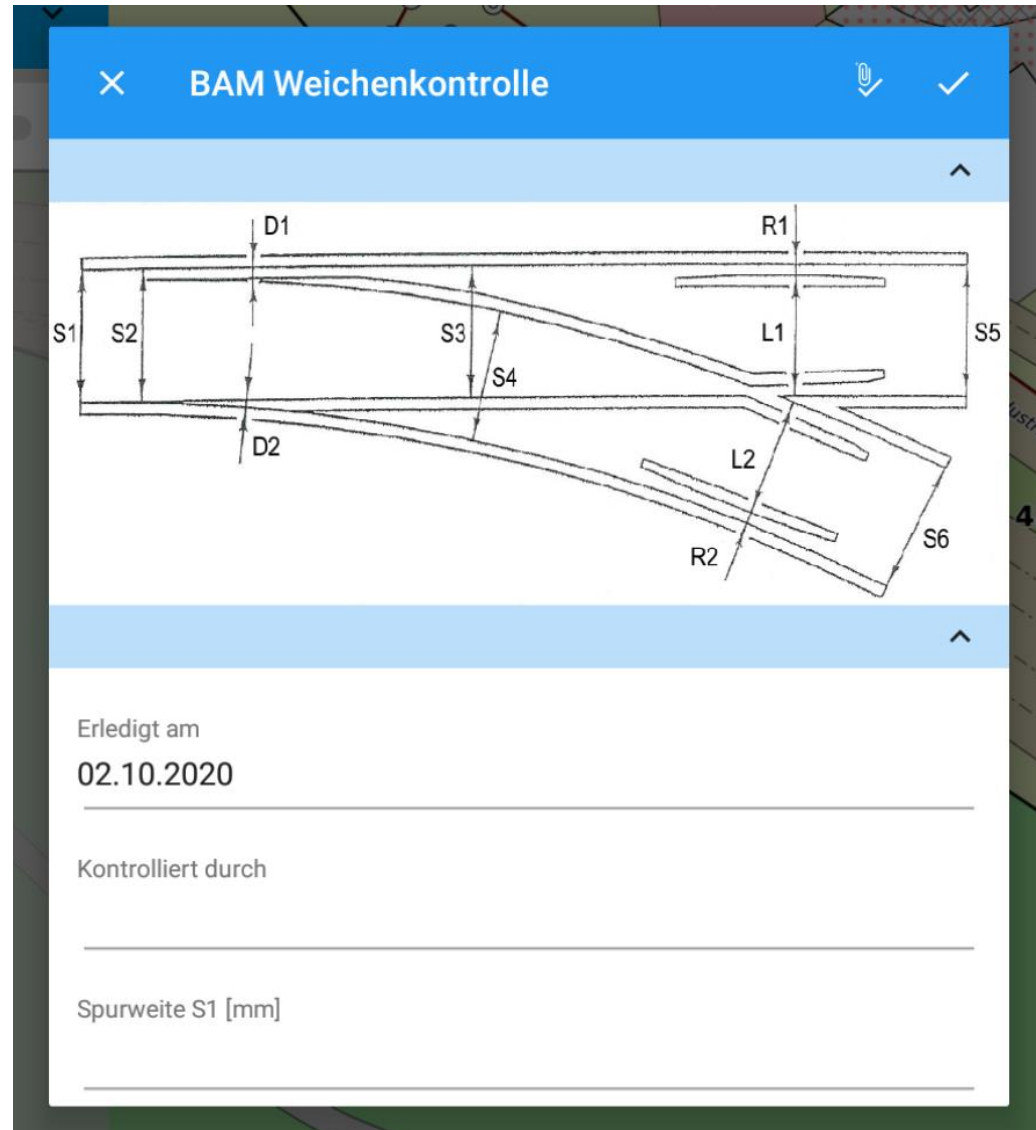 BAM Weichenkontrolle
D1
R1
S1
S2
S3
L1
S5
S4
D2
L2
R2
S6
4
Erledigt am
02.10.2020
Kontrolliert durch
Spurweite S1 [mm]